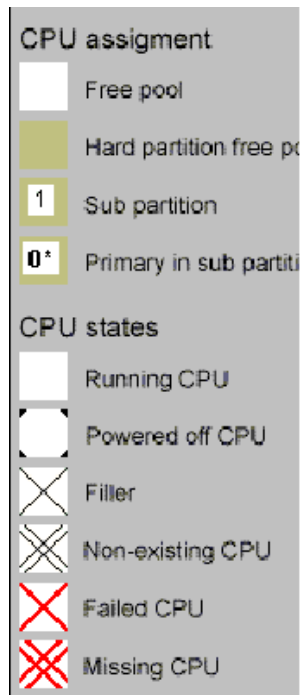 CPU assigment
Free pool
Hard partition free po
1
Sub partition
0*
Primary in sub partiti
CPU states
Running CPU
Powered off CPU
Filler
Non-existing CPU
Failed CPU
Missing CPU